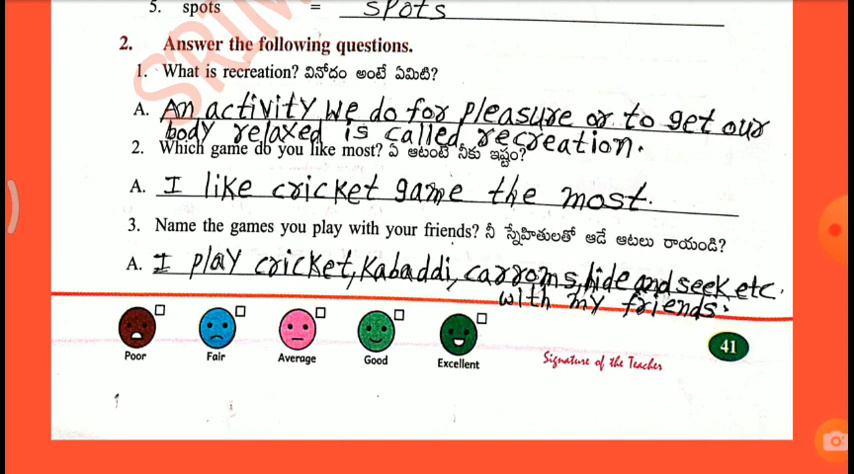 5. spots = spots
2. Answer the following questions.
1. What is recreation? వినోదం అంటే ఏమిటి?
A. An activity we do for pleasure or to get our
body relaxed is called recreation.
2. Which game do you like most? ఏ ఆటంటే నీకు ఇష్టం?
A. I like cricket game the most.
3. Name the games you play with your friends? నీ స్నేహితులతో ఆడే ఆటలు రాయండి?
A. I play cricket, Kabaddi, carroms, hide and seek etc.
with my friends.
Poor Fair Average Good Excellent
Signature of the Teacher
41